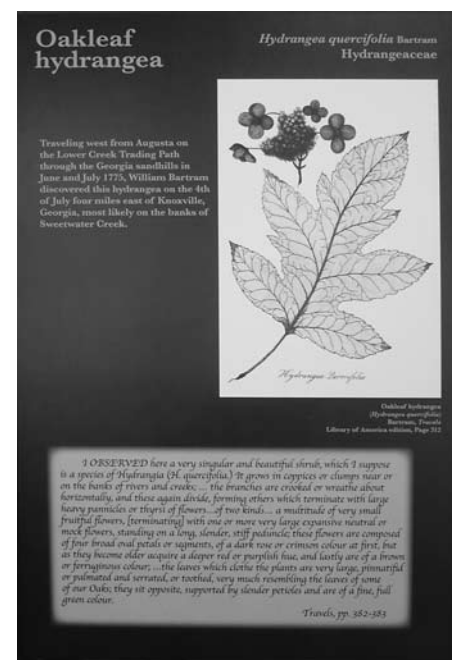 Oakleaf
hydrangea
Hydrangea quercifolia Bartram
Hydrangeaceae
Traveling west from Augusta on
the Lower Creek Trading Path
through the Georgia sandhills in
June and July 1775, William Bartram
discovered this hydrangea on the 4th
of July four miles east of Knoxville,
Georgia, most likely on the banks of
Sweetwater Creek.
Hydrangea
Oakleaf hydrangea
(Hydrangea quercifolia)
Bartram, Travels
Library of America edition, Page 312
I OBSERVED here a very singular and beautiful shrub, which I suppose
is a species of Hydrangia (H. quercifolia.) It grows in coppices or clumps near or
on the banks of rivers and creeks; ... the branches are crooked or wreathe about
horizontally, and these again divide, forming others which terminate with large
heavy pannicles or thyrsi of flowers...of two kinds... a multitude of very small
fruitful flowers, [terminating] with one or more very large expansive neutral or
mock flowers, standing on a long, slender, stiff peduncle; these flowers are composed
of four broad oval petals or segments, of a dark rose or crimson colour at first, but
as they become older acquire a deeper red or purplish hue, and lastly are of a brown
or ferruginous colour; ...the leaves which clothe the plants are very large, pinnatifid
or palmated and serrated, or toothed, very much resembling the leaves of some
of our Oaks; they sit opposite, supported by slender petioles and are of a fine, full
green colour.
Travels, pp. 382-383